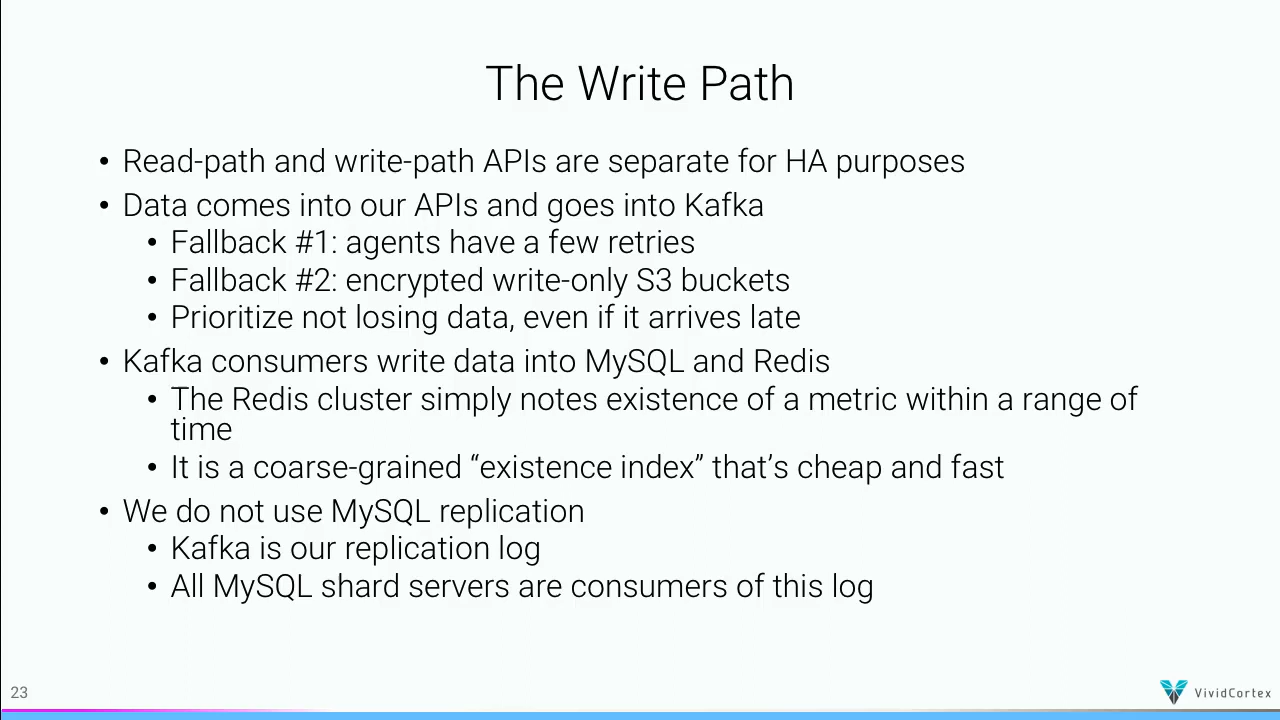 The Write Path
• Read-path and write-path APIs are separate for HA purposes
• Data comes into our APIs and goes into Kafka
• Fallback #1: agents have a few retries
• Fallback #2: encrypted write-only S3 buckets
• Prioritize not losing data, even if it arrives late
• Kafka consumers write data into MySQL and Redis
• The Redis cluster simply notes existence of a metric within a range of
time
• It is a coarse-grained “existence index” that’s cheap and fast
• We do not use MySQL replication
• Kafka is our replication log
• All MySQL shard servers are consumers of this log
23
VividCortex